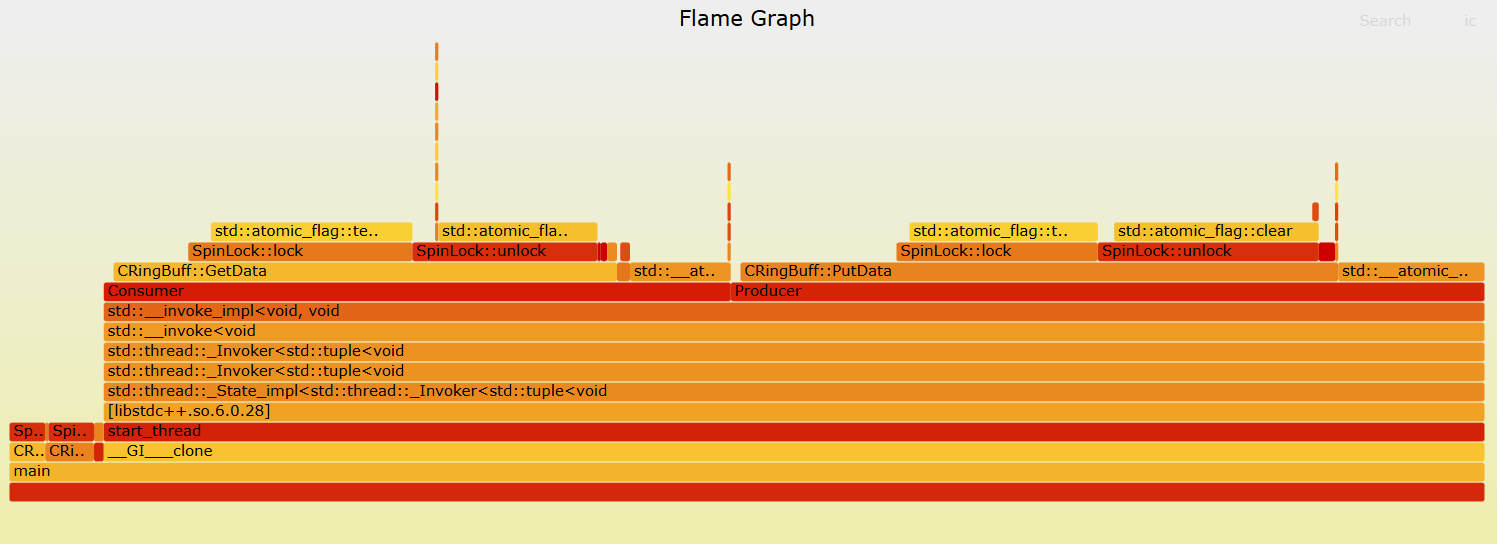 Flame Graph
Search ic
std::atomic_flag::te.. std::atomic_fla.. std::atomic_flag::t.. std::atomic_flag::clear
SpinLock::lock SpinLock::unlock SpinLock::lock SpinLock::unlock
CRingBuff::GetData std::__at.. CRingBuff::PutData std::__atomic_..
Consumer Producer
std::__invoke_impl<void, void
std::__invoke<void
std::thread::_Invoker<std::tuple<void
std::thread::_Invoker<std::tuple<void
std::thread::_State_impl<std::thread::_Invoker<std::tuple<void
[libstdc++.so.6.0.28]
Sp.. Spi.. start_thread
CR.. CRi.. __GI___clone
main